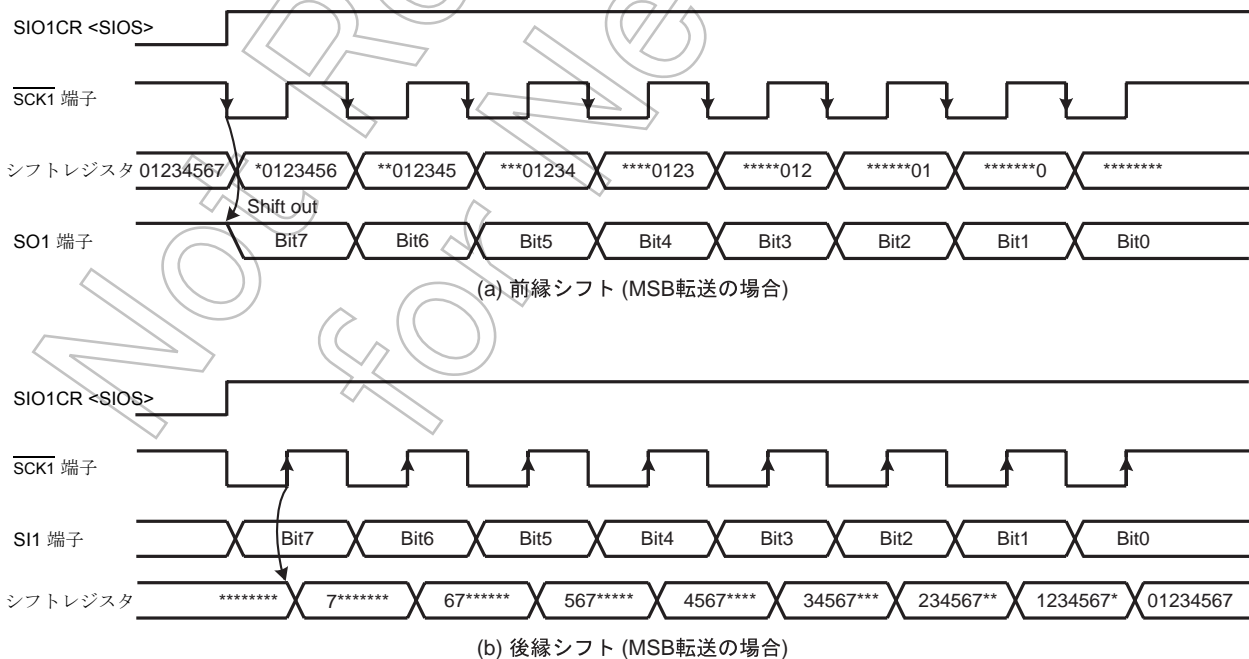 SIO1CR <SIOS>
SCK1 端子
シフトレジスタ 01234567 *0123456 **012345 ***01234 ****0123 *****012 ******01 *******0 ********
Shift out
SO1 端子 Bit7 Bit6 Bit5 Bit4 Bit3 Bit2 Bit1 Bit0
(a) 前縁シフト (MSB転送の場合)
SIO1CR <SIOS>
SCK1 端子
SI1 端子 Bit7 Bit6 Bit5 Bit4 Bit3 Bit2 Bit1 Bit0
シフトレジスタ ******** 7******* 67****** 567***** 4567**** 34567*** 234567** 1234567* 01234567
(b) 後縁シフト (MSB転送の場合)
Not R
for Ne